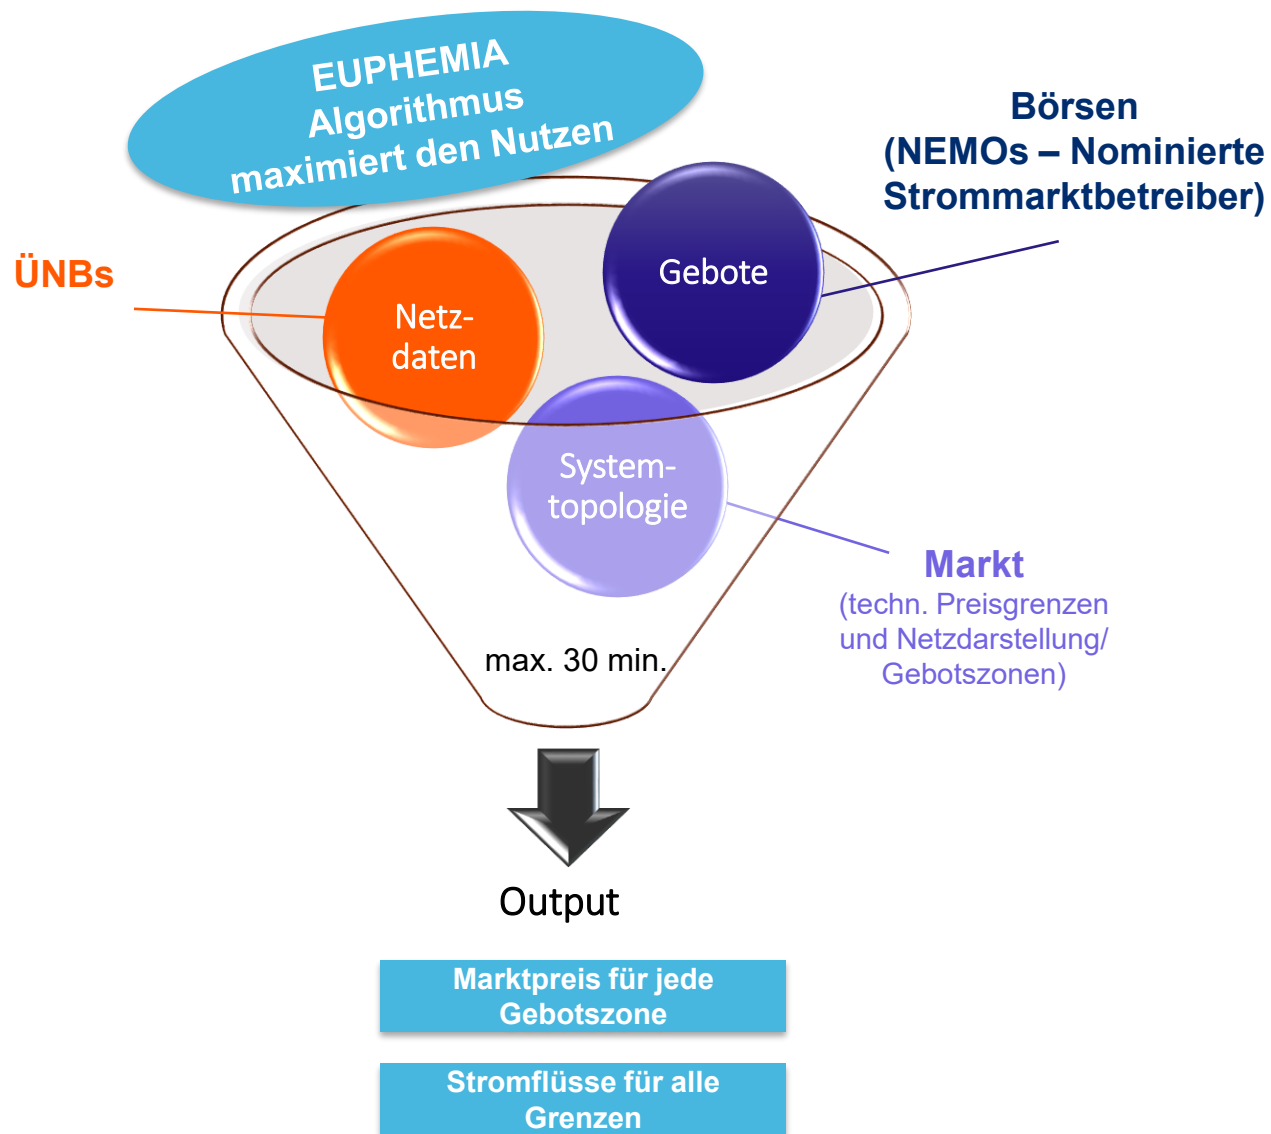 EUPHEMIA
Algorithmus
maximiert den Nutzen
Börsen
(NEMOs – Nominierte
Strommarktbetreiber)
ÜNBs
Gebote
Netz-
daten
System-
topologie
Markt
(techn. Preisgrenzen
und Netzdarstellung/
Gebotszonen)
max. 30 min.
Output
Marktpreis für jede
Gebotszone
Stromflüsse für alle
Grenzen